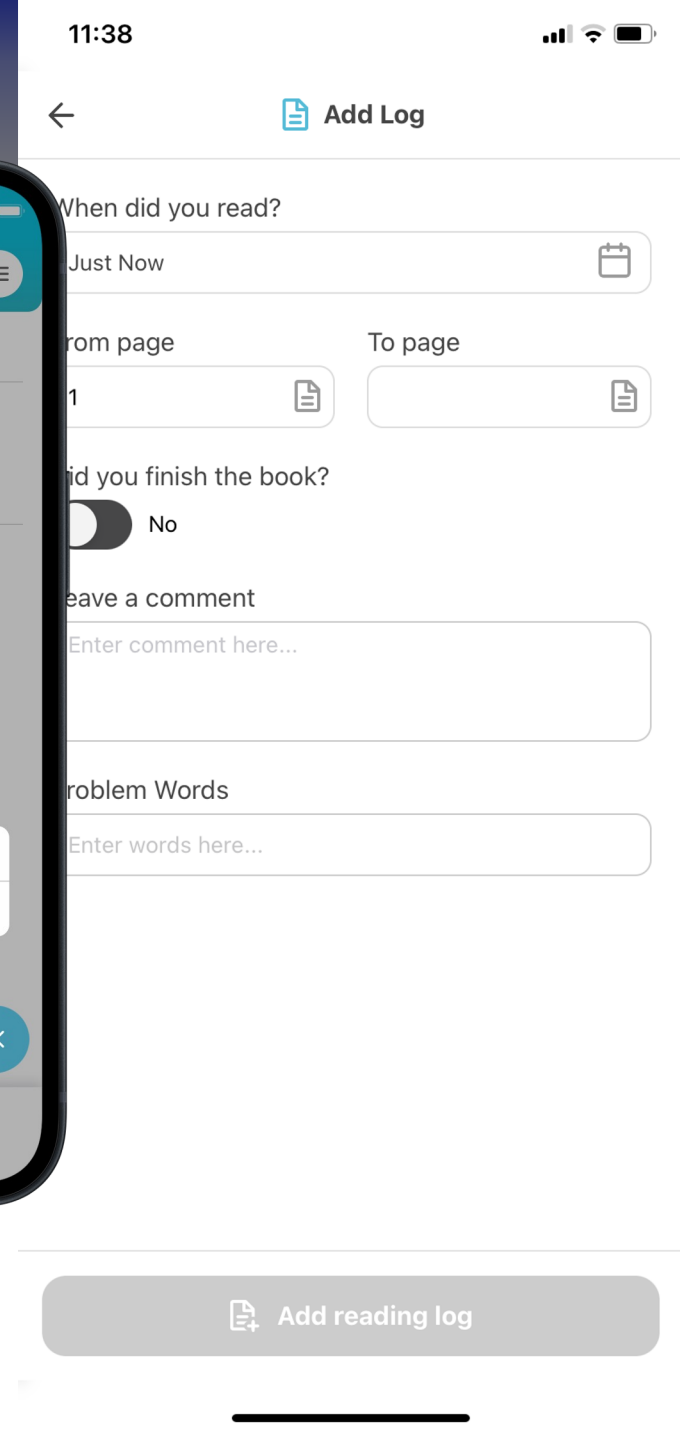 11:38
Add Log
When did you read?
Just Now
rom page
To page
1
id you finish the book?
No
eave a comment
Enter comment here...
roblem Words
Enter words here...
Add reading log